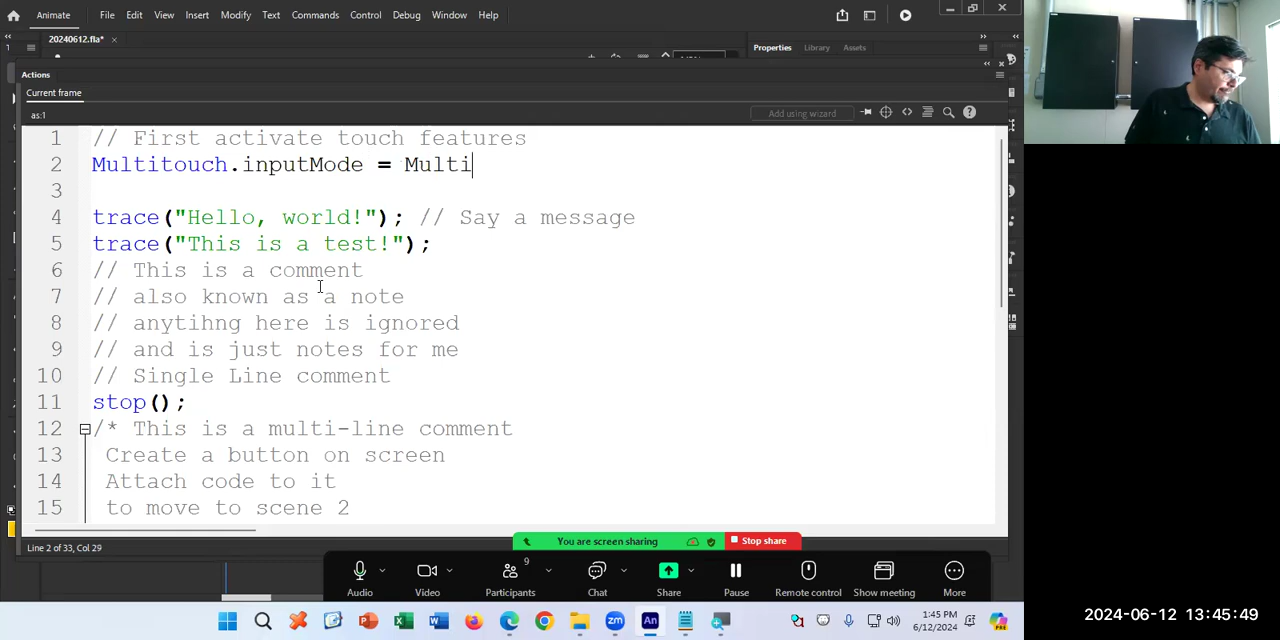 Animate File Edit View Insert Modify Text Commands Control Debug Window Help
20240612.fla* ×
Properties Library Assets
Actions
Current frame
as:1 Add using wizard
1 // First activate touch features
2 Multitouch.inputMode = Multi
3
4 trace("Hello, world!"); // Say a message
5 trace("This is a test!");
6 // This is a comment
7 // also known as a note
8 // anytihng here is ignored
9 // and is just notes for me
10 // Single Line comment
11 stop();
12 /* This is a multi-line comment
13 Create a button on screen
14 Attach code to it
15 to move to scene 2
You are screen sharing Stop share
Line 2 of 33, Col 29
9
Audio Video Participants Chat Share Pause Remote control Show meeting More
An
1:45 PM
6/12/2024
PRE
2024-06-12 13:45:49